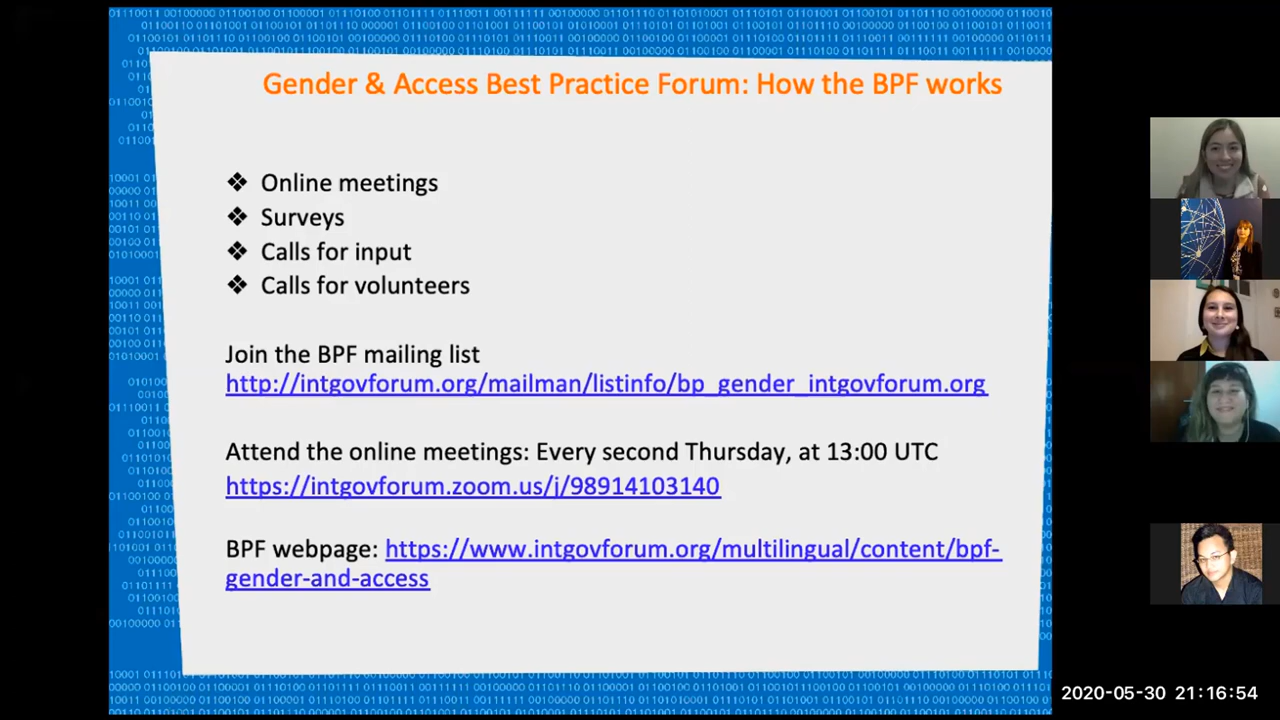 Gender & Access Best Practice Forum: How the BPF works
❖ Online meetings
❖ Surveys
❖ Calls for input
❖ Calls for volunteers
Join the BPF mailing list
http://intgovforum.org/mailman/listinfo/bp_gender_intgovforum.org
Attend the online meetings: Every second Thursday, at 13:00 UTC
https://intgovforum.zoom.us/j/98914103140
BPF webpage: https://www.intgovforum.org/multilingual/content/bpf-
gender-and-access
2020-05-30 21:16:54